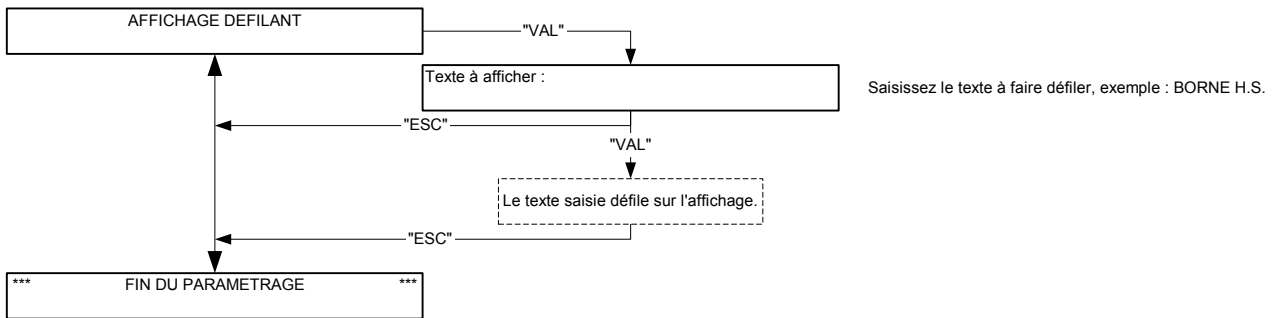 AFFICHAGE DEFILANT
"VAL"
Texte à afficher :
Saisissez le texte à faire défiler, exemple : BORNE H.S.
"ESC"
"VAL"
Le texte saisie défile sur l'affichage.
"ESC"
*** FIN DU PARAMETRAGE ***